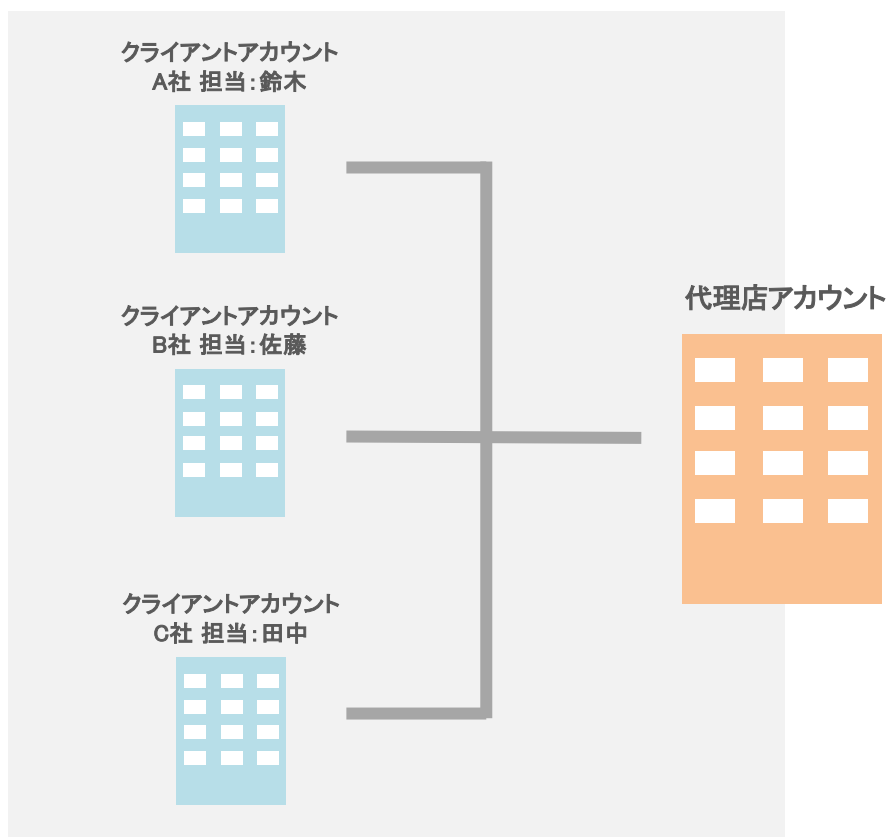 クライアントアカウント
A社 担当：鈴木
クライアントアカウント
B社 担当：佐藤
代理店アカウント
クライアントアカウント
C社 担当：田中